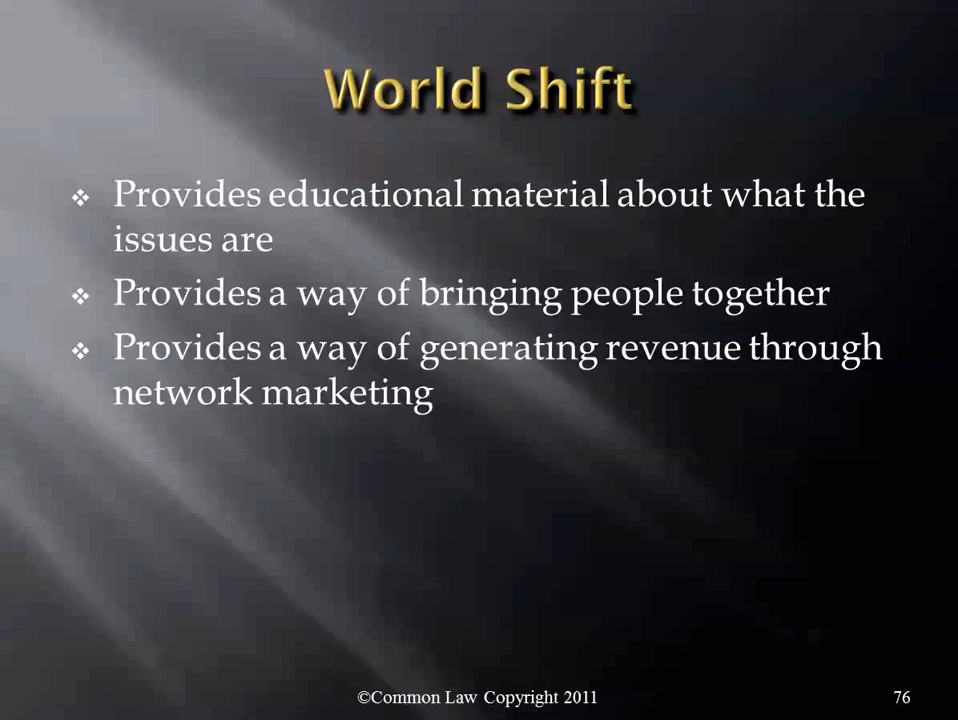 World Shift
❖ Provides educational material about what the
issues are
❖ Provides a way of bringing people together
❖ Provides a way of generating revenue through
network marketing
©Common Law Copyright 2011
76